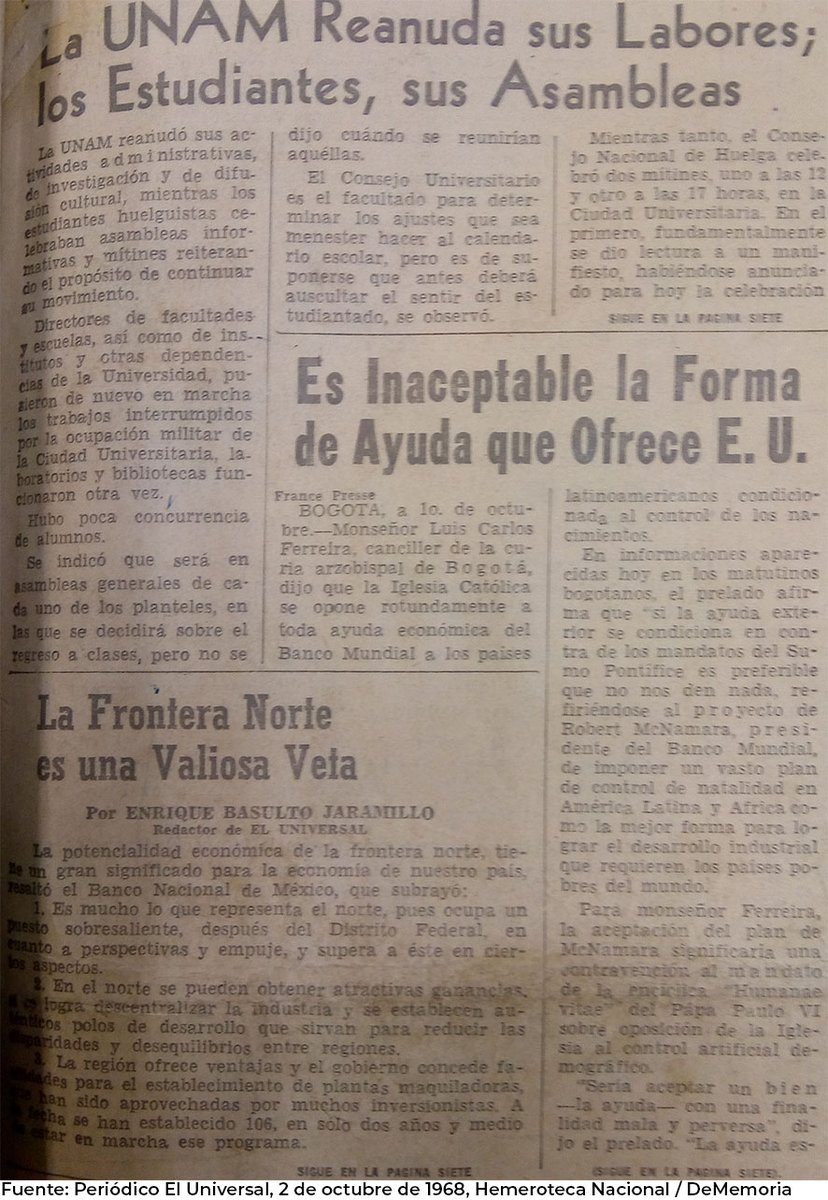 La UNAM Reanuda sus Labores;
los Estudiantes, sus Asambleas
La UNAM reanudó sus ac-
tividades administrativas,
de investigación y de difu-
sión cultural, mientras los
estudiantes huelguistas ce-
lebraban asambleas infor-
mativas y mítines reiteran-
do el propósito de continuar
su movimiento.
Directores de facultades
y escuelas, así como de ins-
titutos y otras dependen-
cias de la Universidad, pu-
sieron de nuevo en marcha
los trabajos interrumpidos
por la ocupación militar de
la Ciudad Universitaria, la-
boratorios y bibliotecas fun-
cionaron otra vez.
Hubo poca concurrencia
de alumnos.
Se indicó que será en
asambleas generales de ca-
da uno de los planteles, en
las que se decidirá sobre el
regreso a clases, pero no se
dijo cuándo se reunirían
aquéllas.
El Consejo Universitario
es el facultado para deter-
minar los ajustes que sea
menester hacer al calenda-
rio escolar, pero es de su-
ponerse que antes deberá
auscultar el sentir del es-
tudiantado, se observó.
Mientras tanto, el Conse-
jo Nacional de Huelga cele-
bró dos mítines, uno a las 12
y otro a las 17 horas, en la
Ciudad Universitaria. En el
primero, fundamentalmente
se dio lectura a un mani-
fiesto, habiéndose anuncia-
do para hoy la celebración
SIGUE EN LA PAGINA SIETE
Es Inaceptable la Forma
de Ayuda que Ofrece E. U.
France Presse
BOGOTA, a 1o. de octu-
bre.—Monseñor Luis Carlos
Ferreira, canciller de la cu-
ria arzobispal de Bogotá,
dijo que la Iglesia Católica
se opone rotundamente a
toda ayuda económica del
Banco Mundial a los países
latinoamericanos condicio-
nada al control de los na-
cimientos.
En informaciones apare-
cidas hoy en los matutinos
bogotanos, el prelado afir-
ma que "si la ayuda exte-
rior se condiciona en con-
tra de los mandatos del Su-
mo Pontífice es preferible
que no nos den nada, re-
firiéndose al proyecto de
Robert McNamara, presi-
dente del Banco Mundial,
de imponer un vasto plan
de control de natalidad en
América Latina y Africa co-
mo la mejor forma para lo-
grar el desarrollo industrial
que requieren los países po-
bres del mundo.
Para monseñor Ferreira,
la aceptación del plan de
McNamara significaría una
contravención al mandato
de la encíclica "Humanae
vitae" del Papa Paulo VI
sobre oposición de la Igle-
sia al control artificial de-
mográfico.
"Sería aceptar un bien
—la ayuda— con una fina-
lidad mala y perversa", di-
jo el prelado. "La ayuda es-
(SIGUE EN LA PAGINA SIETE).
La Frontera Norte
es una Valiosa Veta
Por ENRIQUE BASULTO JARAMILLO
Redactor de EL UNIVERSAL
La potencialidad económica de la frontera norte, tie-
ne un gran significado para la economía de nuestro país,
resaltó el Banco Nacional de México, que subrayó:
1. Es mucho lo que representa el norte, pues ocupa un
puesto sobresaliente, después del Distrito Federal, en
cuanto a perspectivas y empuje, y supera a éste en cier-
tos aspectos.
2. En el norte se pueden obtener atractivas ganancias,
si se logra descentralizar la industria y se establecen au-
ténticos polos de desarrollo que sirvan para reducir las
disparidades y desequilibrios entre regiones.
3. La región ofrece ventajas y el gobierno concede fa-
cilidades para el establecimiento de plantas maquiladoras,
que han sido aprovechadas por muchos inversionistas. A
la fecha se han establecido 106, en sólo dos años y medio
de estar en marcha ese programa.
SIGUE EN LA PAGINA SIETE
Fuente: Periódico El Universal, 2 de octubre de 1968, Hemeroteca Nacional / DeMemoria